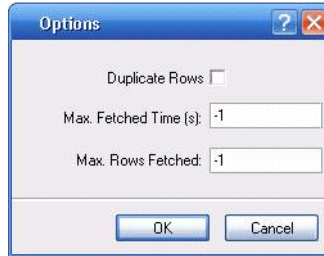 Options
Duplicate Rows
Max. Fetched Time (s): -1
Max. Rows Fetched: -1
OK Cancel